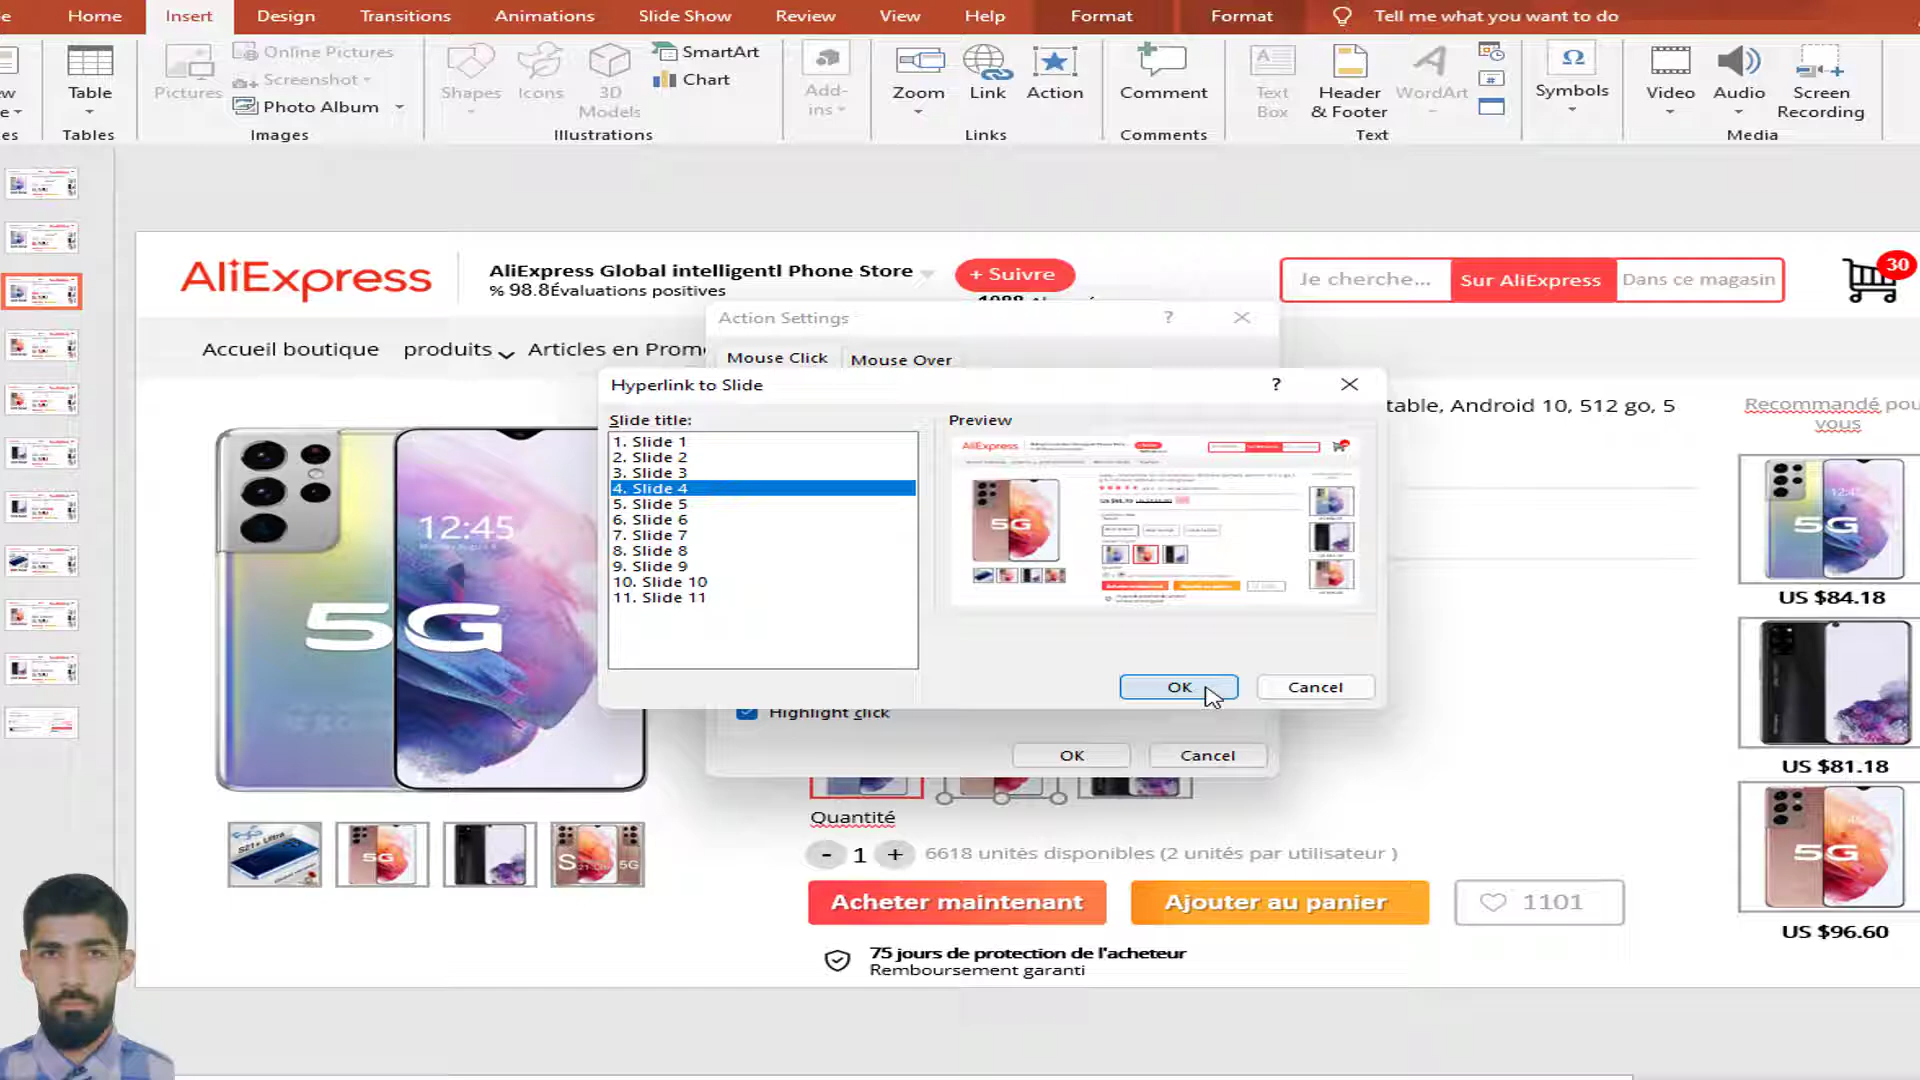 Home Insert Design Transitions Animations Slide Show Review View Help Format Format Tell me what you want to do
Table
Pictures
Online Pictures
Screenshot
Photo Album
Shapes
Icons
3D
Models
SmartArt
Chart
Add-
ins
Zoom
Link
Action
Comment
Text
Box
Header
& Footer
WordArt
Symbols
Video
Audio
Screen
Recording
Tables
Images
Illustrations
Links
Comments
Text
Media
AliExpress
AliExpress Global intelligentl Phone Store
% 98.8Évaluations positives
+ Suivre
Je cherche...
Sur AliExpress
Dans ce magasin
30
Accueil boutique
produits
Articles en Prom
Action Settings
?
Mouse Click
Mouse Over
Hyperlink to Slide
?
Slide title:
1. Slide 1
2. Slide 2
3. Slide 3
4. Slide 4
5. Slide 5
6. Slide 6
7. Slide 7
8. Slide 8
9. Slide 9
10. Slide 10
11. Slide 11
Preview
AliExpress
5G
OK
Cancel
Highlight click
OK
Cancel
table, Android 10, 512 go, 5
Recommandé pou
vous
12:45
5G
5G
US $84.18
US $81.18
5G
US $96.60
S21+ Ultra
5G
5G
Quantité
- 1 +
6618 unités disponibles (2 unités par utilisateur )
Acheter maintenant
Ajouter au panier
1101
75 jours de protection de l'acheteur
Remboursement garanti